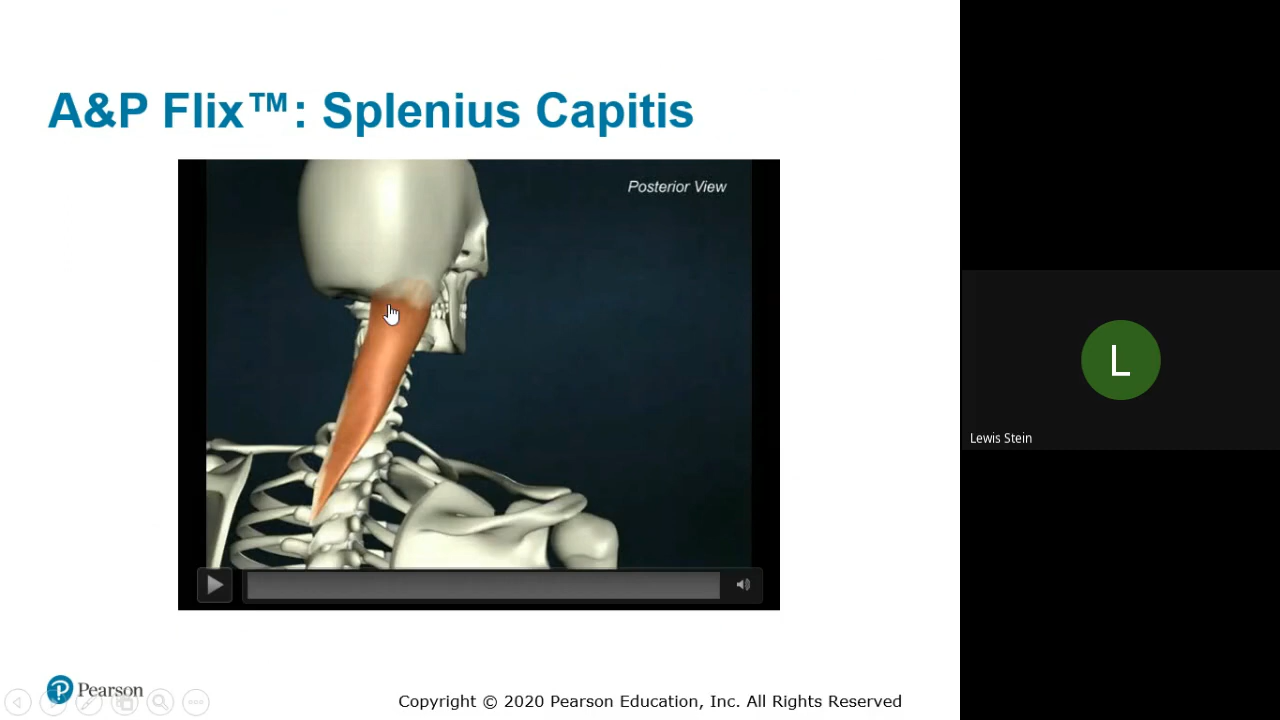 A&P Flix™: Splenius Capitis
Posterior View
L
Lewis Stein
Pearson
Copyright © 2020 Pearson Education, Inc. All Rights Reserved